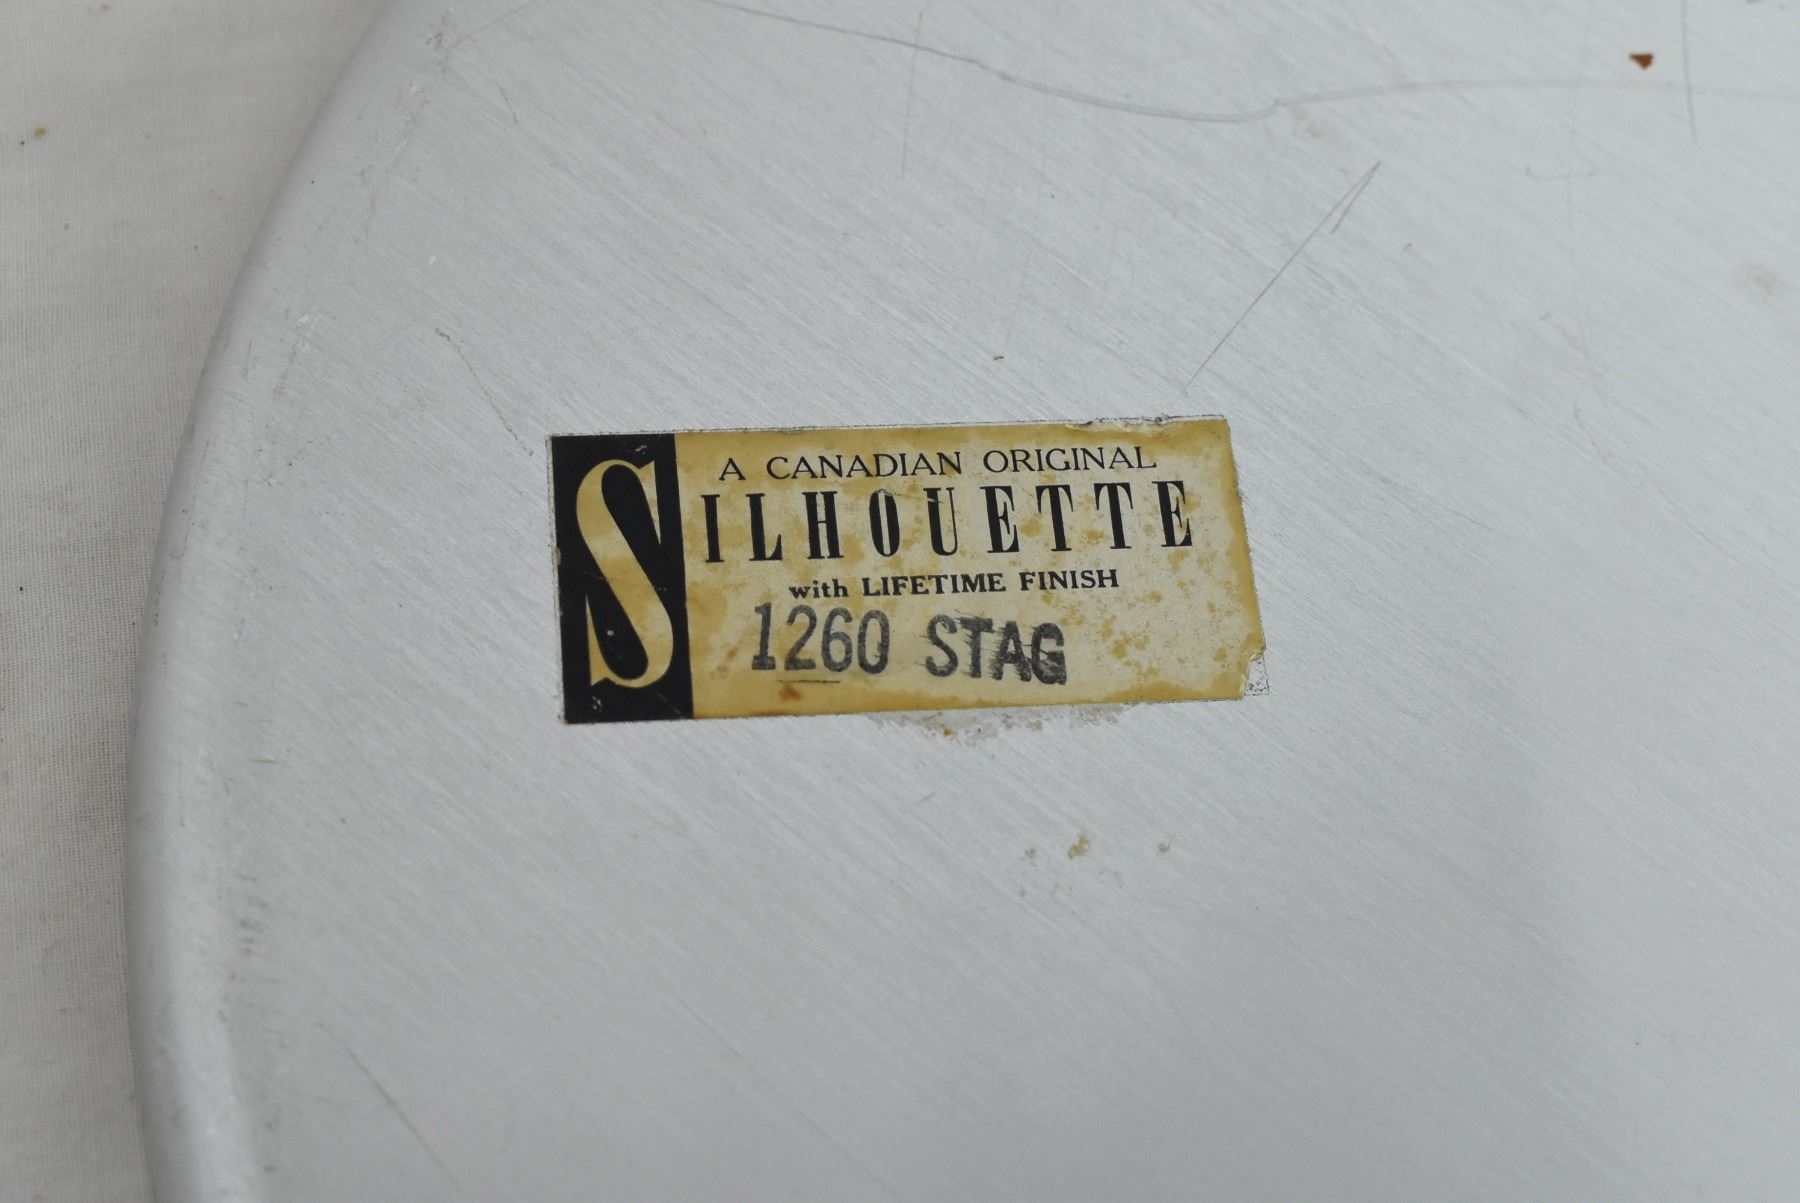 A CANADIAN ORIGINAL
SILHOUETTE
with LIFETIME FINISH
1260 STAG